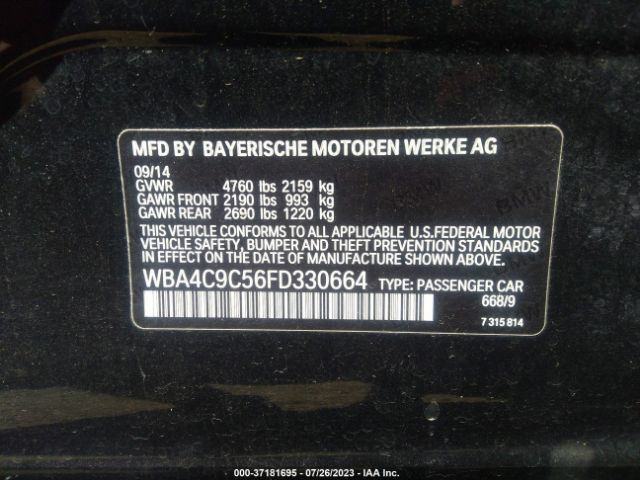 MFD BY BAYERISCHE MOTOREN WERKE AG
09/14
GVWR 4760 lbs 2159 kg
GAWR FRONT 2190 lbs 993 kg
GAWR REAR 2690 lbs 1220 kg
THIS VEHICLE CONFORMS TO ALL APPLICABLE U.S.FEDERAL MOTOR
VEHICLE SAFETY, BUMPER AND THEFT PREVENTION STANDARDS
IN EFFECT ON THE DATE OF MANUFACTURE SHOWN ABOVE.
WBA4C9C56FD330664 TYPE: PASSENGER CAR
668/9
7 315 814
000-37181695 - 07/26/2023 - IAA Inc.